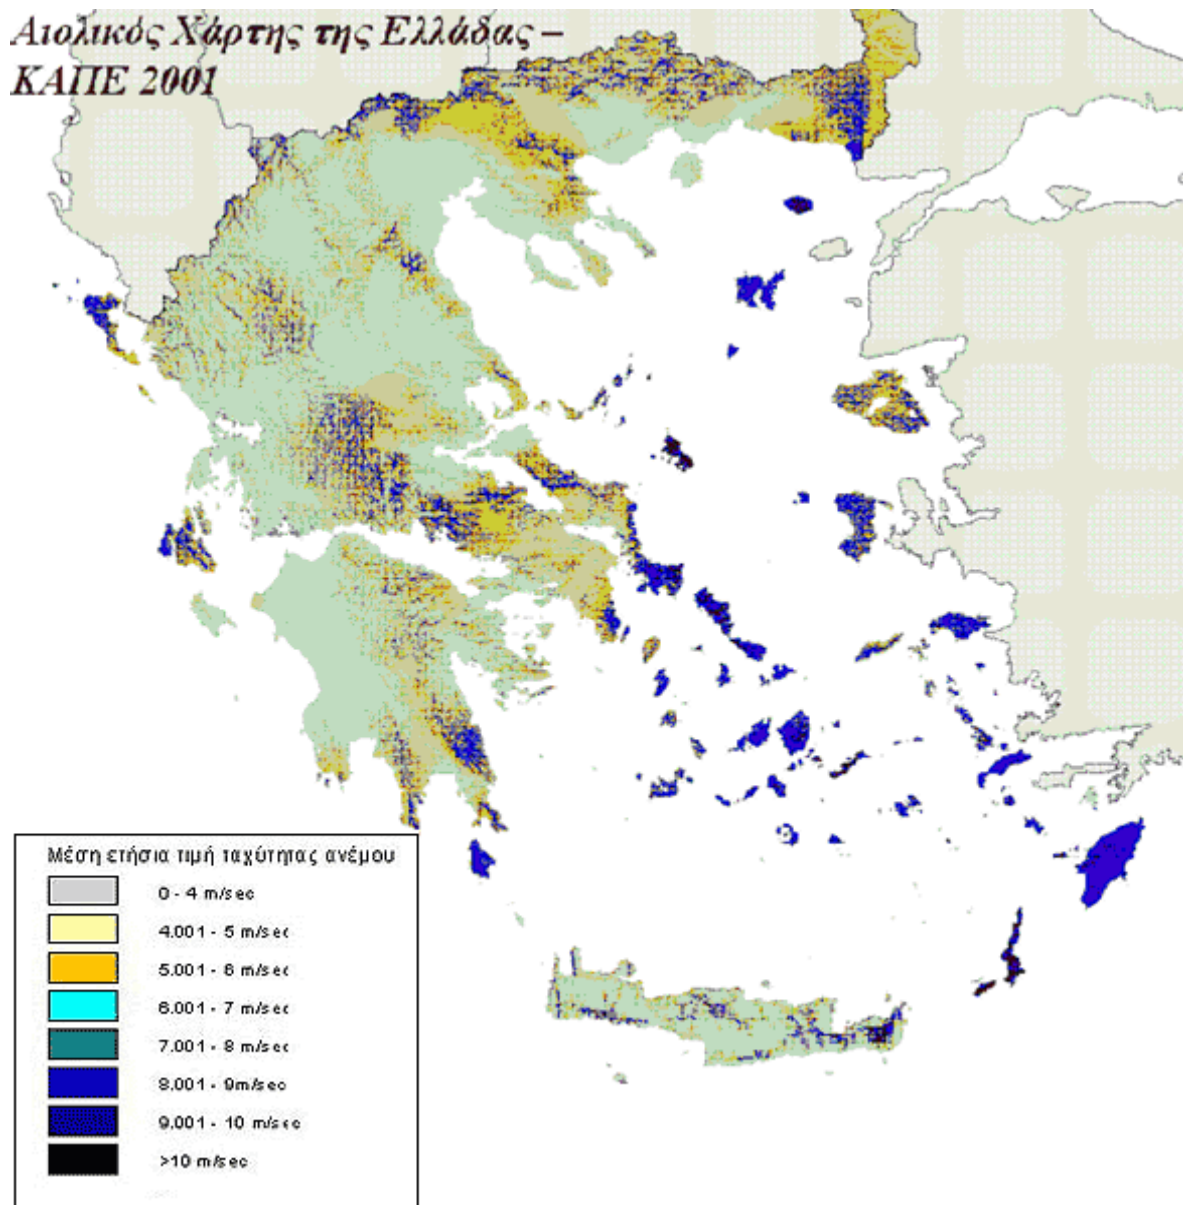 Αιολικός Χάρτης της Ελλάδας –
ΚΑΠΕ 2001
Μέση ετήσια τιμή ταχύτητας ανέμου
0 - 4 m/sec
4.001 - 5 m/sec
5.001 - 6 m/sec
6.001 - 7 m/sec
7.001 - 8 m/sec
8.001 - 9m/sec
9.001 - 10 m/sec
>10 m/sec